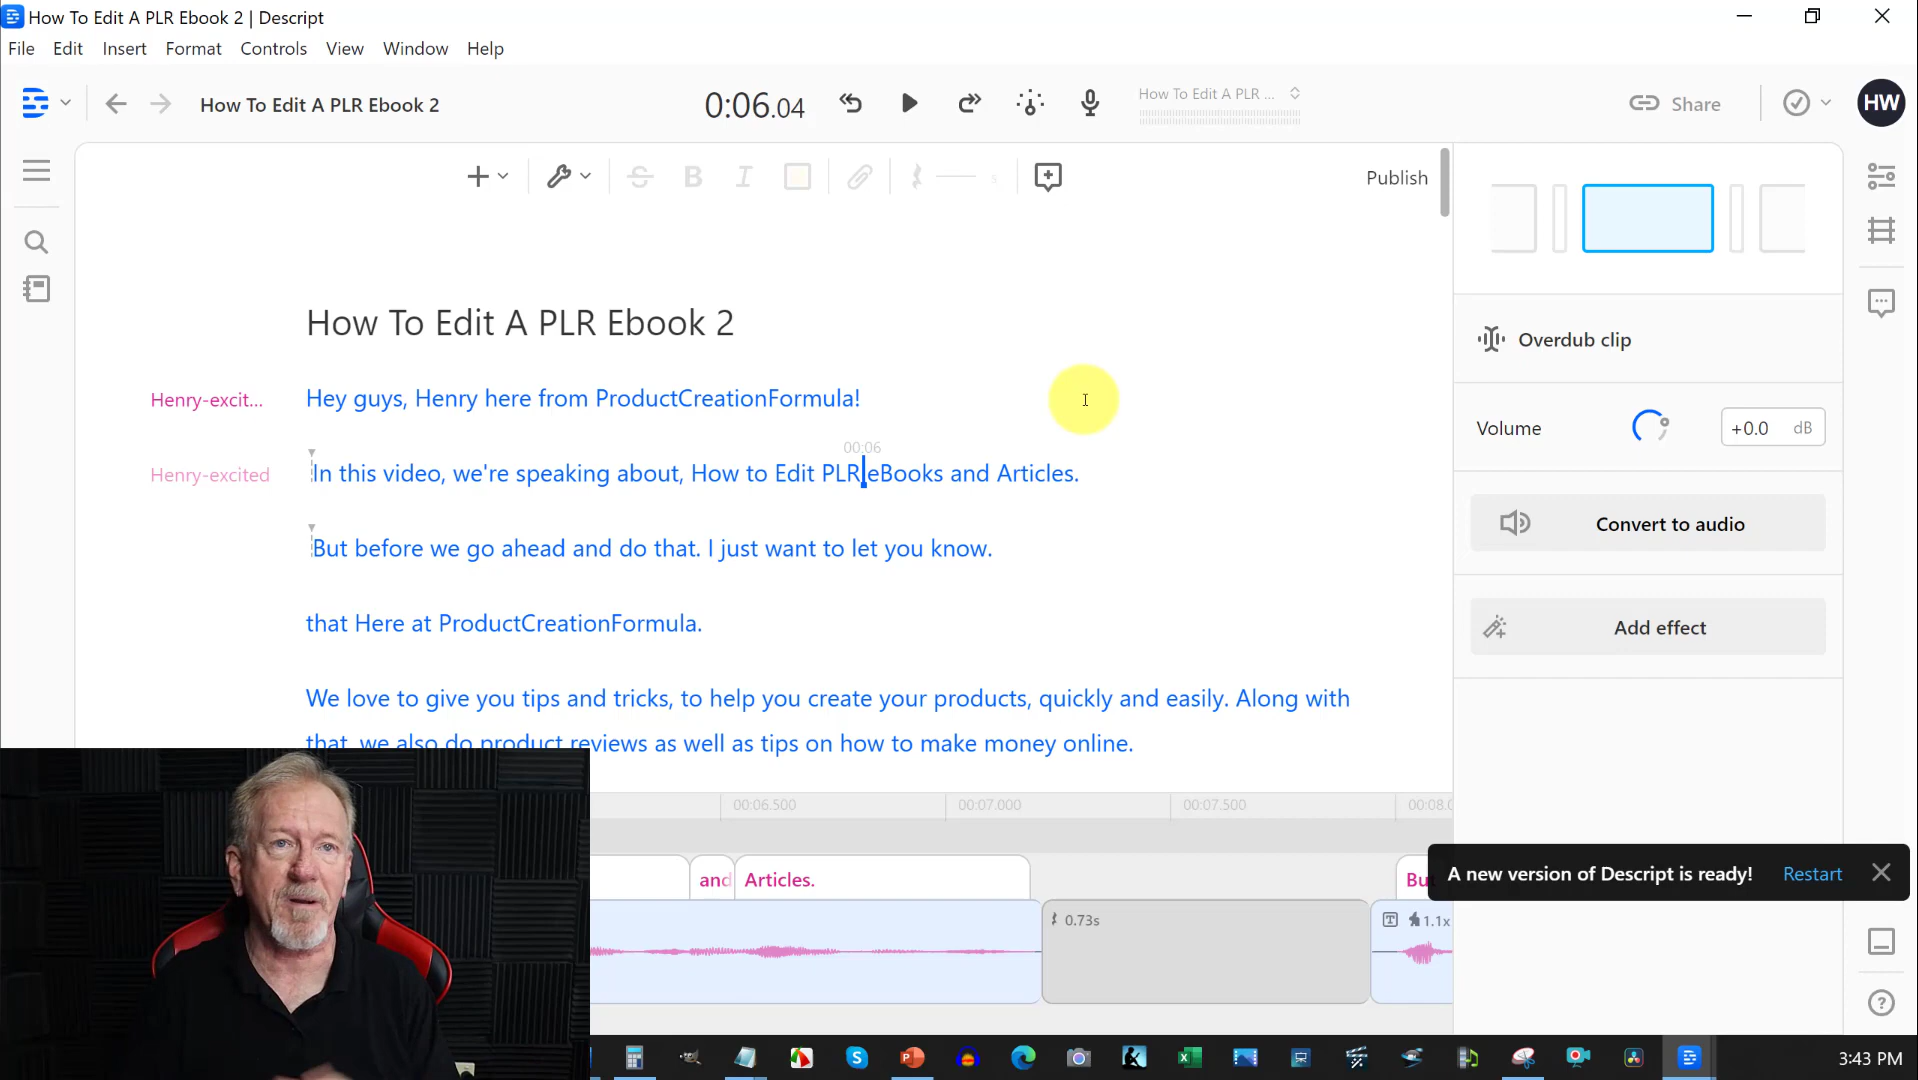 How To Edit A PLR Ebook 2 | Descript
File Edit Insert Format Controls View Window Help
How To Edit A PLR Ebook 2
0:06.04
How To Edit A PLR ...
Share
HW
B I
s
Publish
How To Edit A PLR Ebook 2
Henry-excit...
Hey guys, Henry here from ProductCreationFormula!
00:06
Henry-excited
In this video, we're speaking about, How to Edit PLR eBooks and Articles.
But before we go ahead and do that. I just want to let you know.
that Here at ProductCreationFormula.
We love to give you tips and tricks, to help you create your products, quickly and easily. Along with
that, we also do product reviews as well as tips on how to make money online.
Overdub clip
Volume
+0.0 dB
Convert to audio
Add effect
00:06.500
00:07.000
00:07.500
00:08.0
and
Articles.
Bu
A new version of Descript is ready!
Restart
0.73s
T
1.1x
3:43 PM